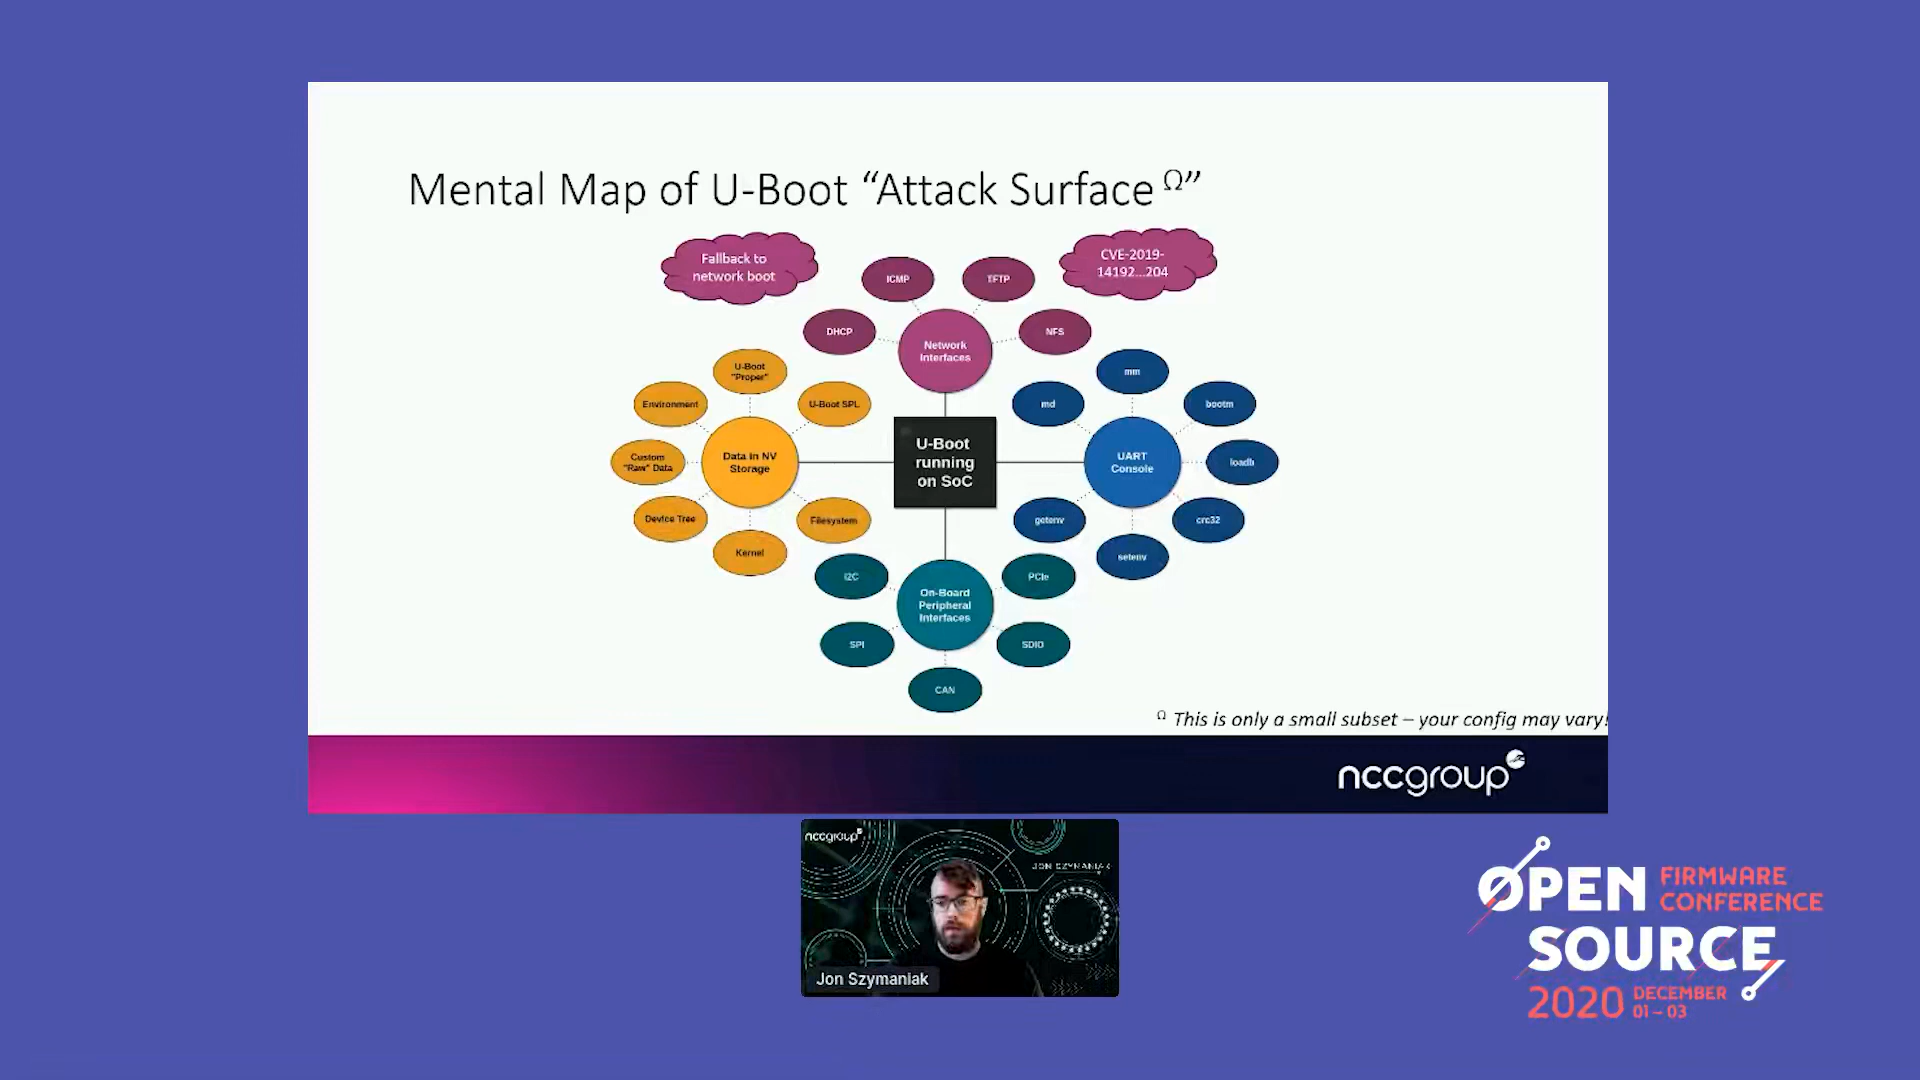 Mental Map of U-Boot “Attack Surface Ω”
Fallback to
network boot
CVE-2019-
14192...204
ICMP
TFTP
DHCP
NFS
Network
Interfaces
U-Boot
"Proper"
Environment
U-Boot SPL
Custom
"Raw" Data
Data in NV
Storage
Device Tree
Filesystem
Kernel
U-Boot
running
on SoC
mm
md
bootm
UART
Console
loadb
getenv
crc32
setenv
I2C
PCIe
On-Board
Peripheral
Interfaces
SPI
SDIO
CAN
Ω This is only a small subset – your config may vary!
nccgroup
nccgroup
JON SZYMANIAK
Jon Szymaniak
OPEN FIRMWARE
CONFERENCE
SOURCE
2020 DECEMBER
01 – 03